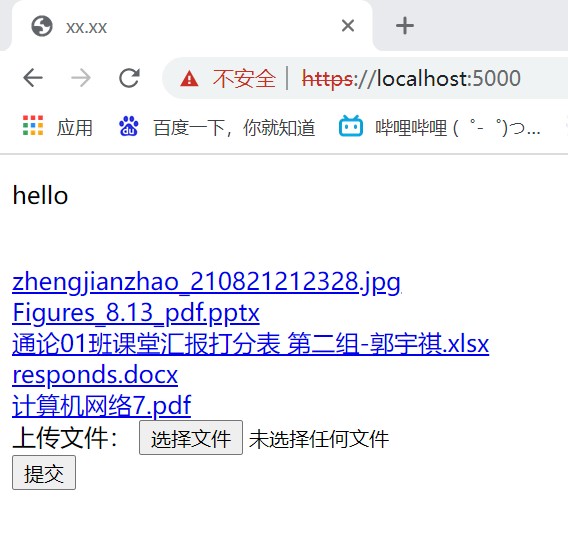 xx.xx
不安全 https://localhost:5000
应用 百度一下，你就知道 哔哩哔哩 (゜-゜)つ...
hello
zhengjianzhao_210821212328.jpg
Figures_8.13_pdf.pptx
通论01班课堂汇报打分表 第二组-郭宇祺.xlsx
responds.docx
计算机网络7.pdf
上传文件： 选择文件 未选择任何文件
提交